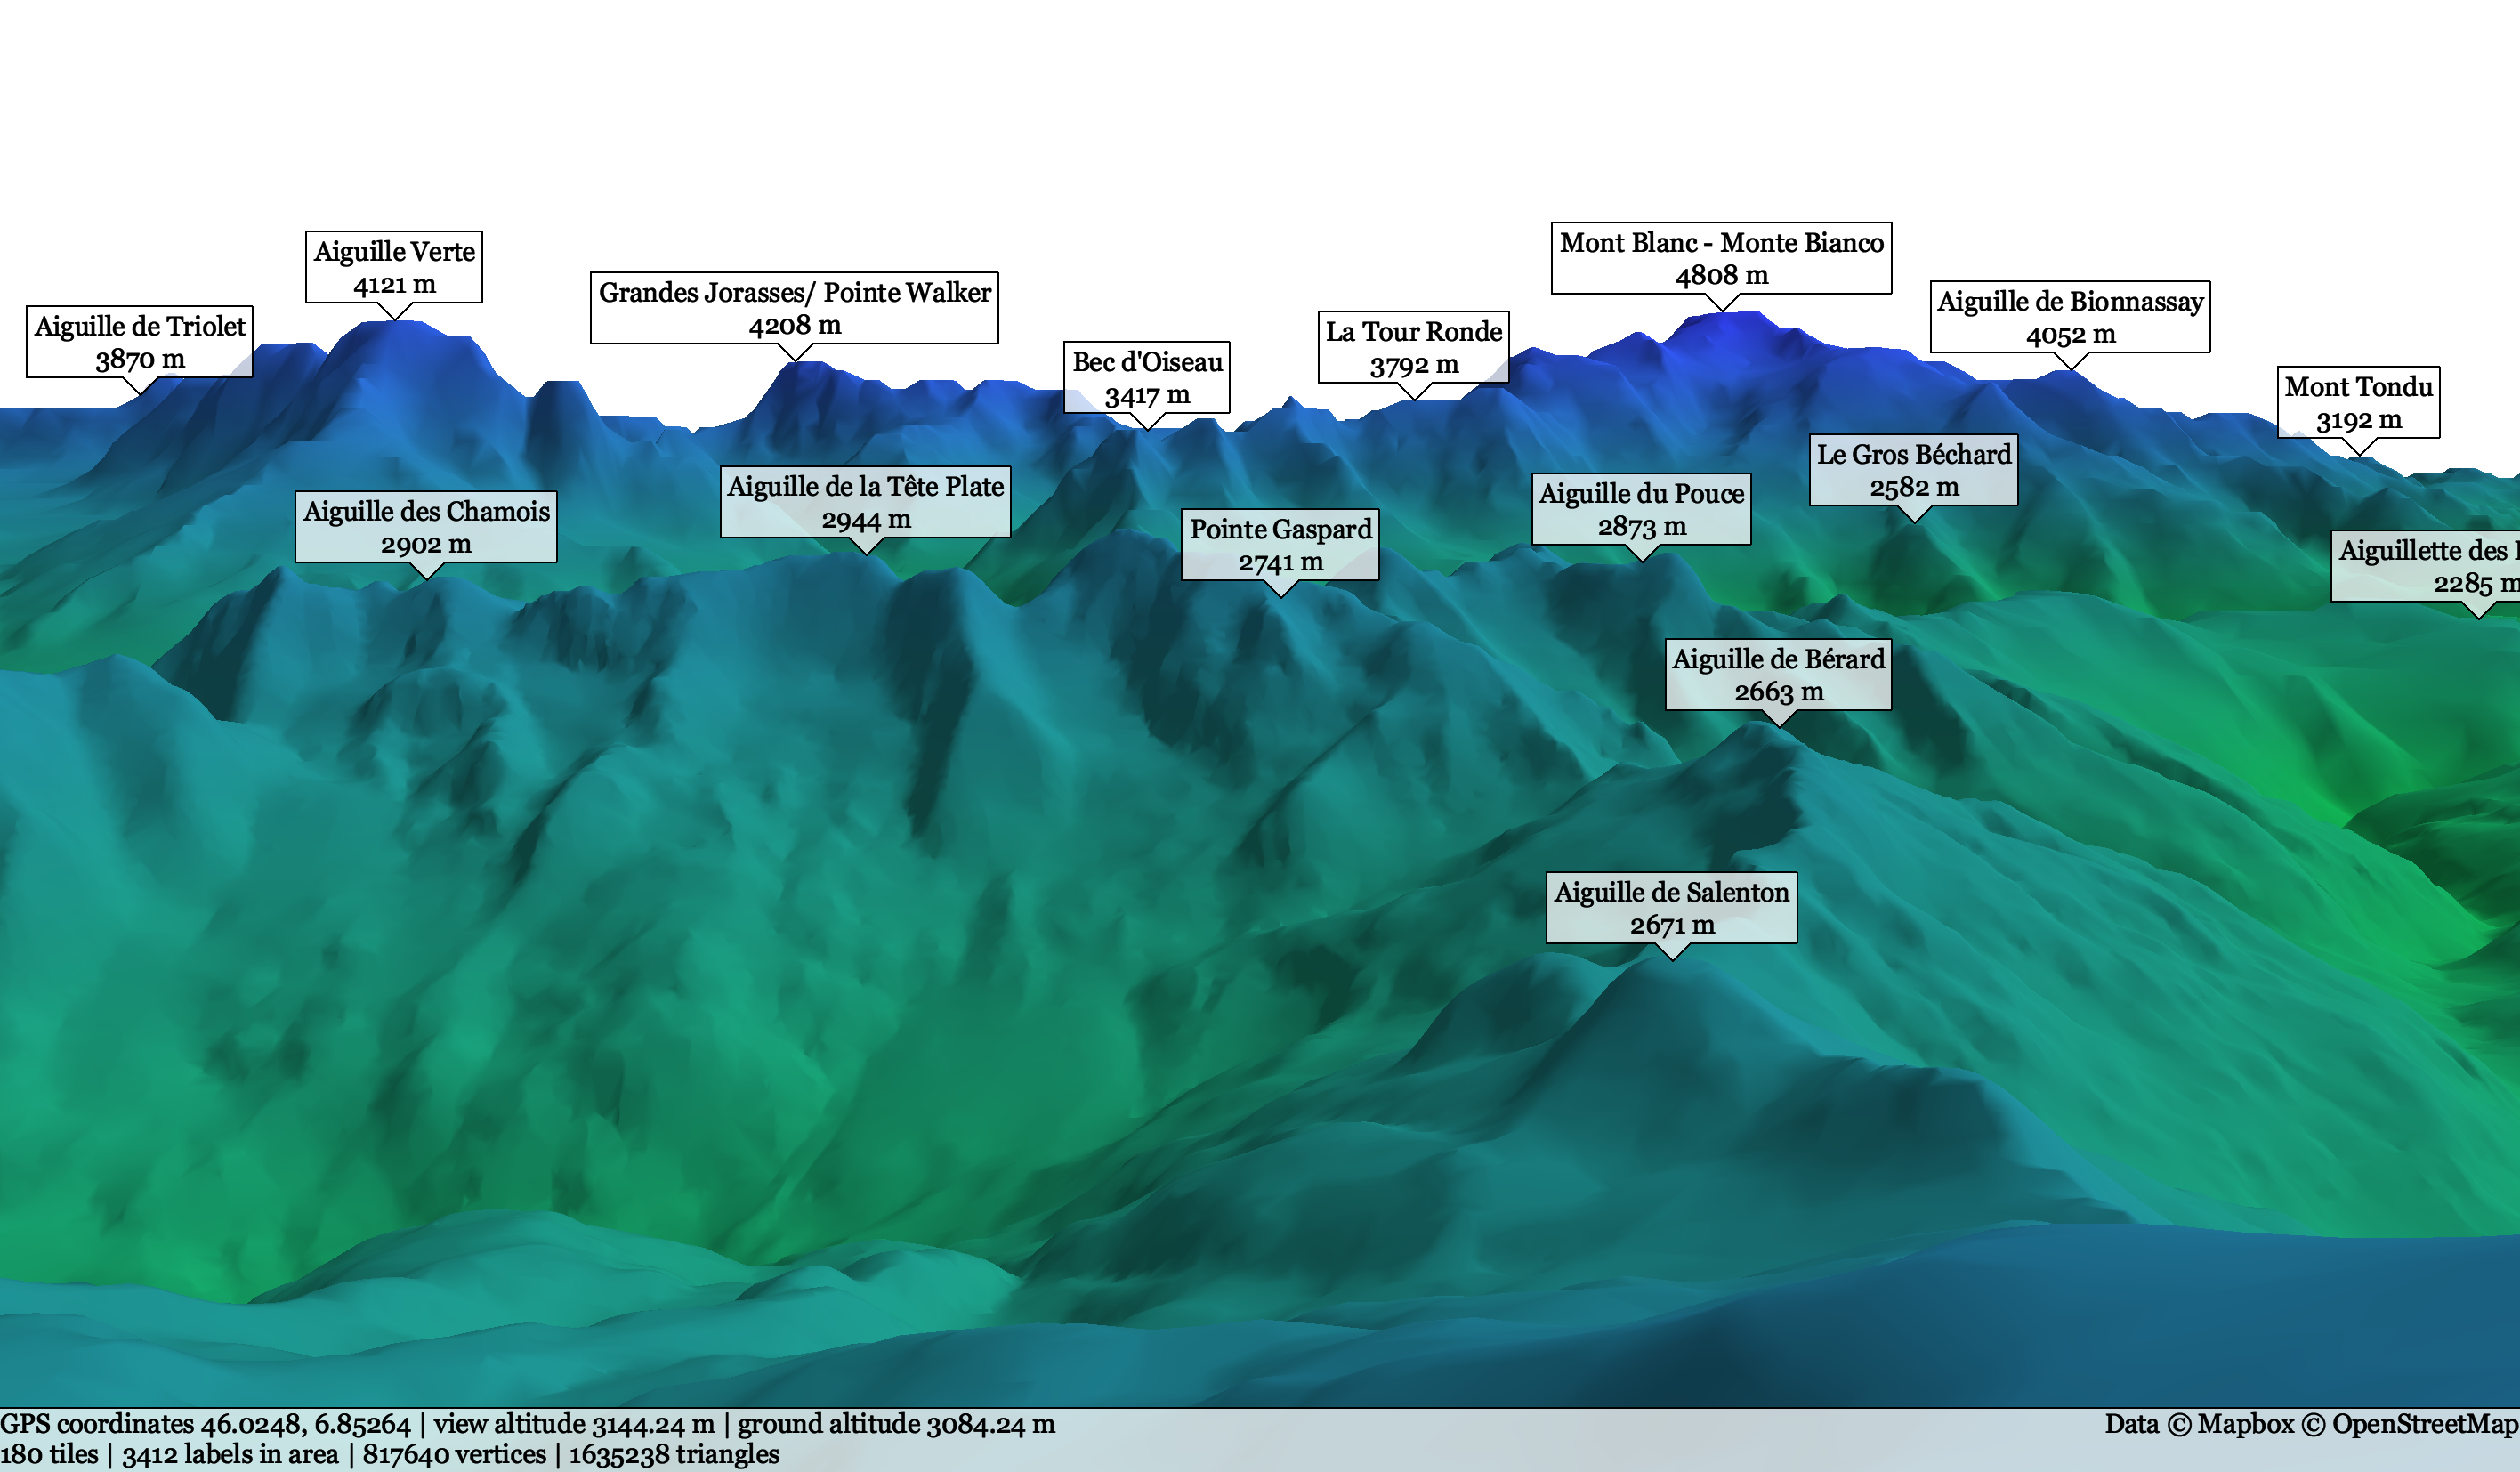 Mont Blanc - Monte Bianco
4808 m
Aiguille Verte
4121 m
Grandes Jorasses/ Pointe Walker
4208 m
Aiguille de Bionnassay
4052 m
Aiguille de Triolet
3870 m
La Tour Ronde
3792 m
Bec d'Oiseau
3417 m
Mont Tondu
3192 m
Le Gros Béchard
2582 m
Aiguille de la Tête Plate
2944 m
Aiguille du Pouce
2873 m
Aiguille des Chamois
2902 m
Pointe Gaspard
2741 m
Aiguillette des
2285 m
Aiguille de Bérard
2663 m
Aiguille de Salenton
2671 m
GPS coordinates 46.0248, 6.85264 | view altitude 3144.24 m | ground altitude 3084.24 m
Data © Mapbox © OpenStreetMap
180 tiles | 3412 labels in area | 817640 vertices | 1635238 triangles